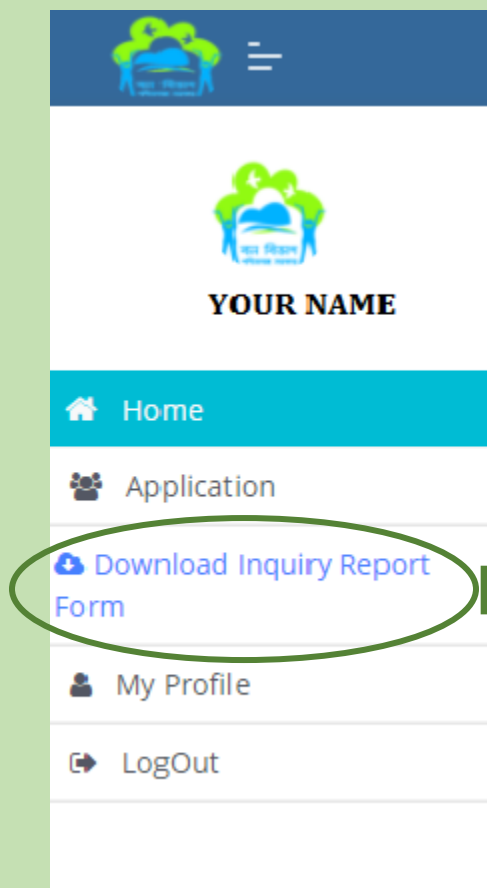 YOUR NAME
Home
Application
Download Inquiry Report
Form
My Profile
LogOut